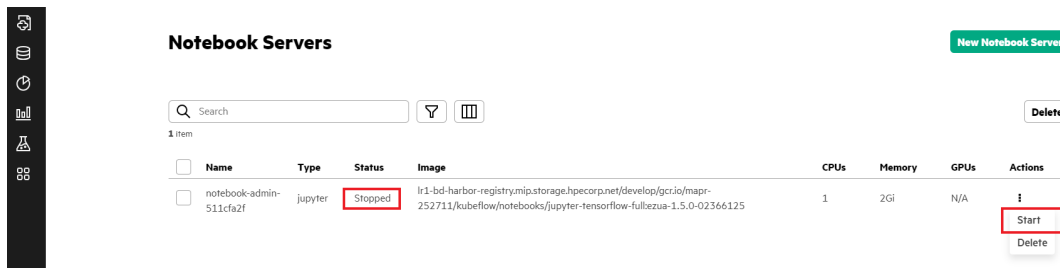 Notebook Servers
New Notebook Server
Search
1 item
Delete
Name Type Status Image CPUs Memory GPUs Actions
notebook-admin- jupyter Stopped lr1-bd-harbor-registry.mip.storage.hpecorp.net/develop/gcr.io/mapr- 1 2Gi N/A
511cfa2f 252711/kubeflow/notebooks/jupyter-tensorflow-full:ezua-1.5.0-02366125
Start
Delete